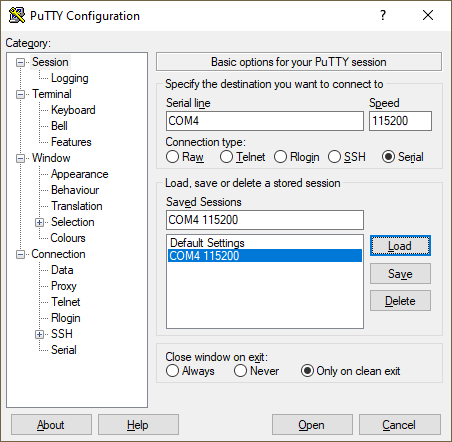 PuTTY Configuration
?
Category:
Session
Logging
Terminal
Keyboard
Bell
Features
Window
Appearance
Behaviour
Translation
Selection
Colours
Connection
Data
Proxy
Telnet
Rlogin
SSH
Serial
Basic options for your PuTTY session
Specify the destination you want to connect to
Serial line Speed
COM4 115200
Connection type:
Raw Telnet Rlogin SSH Serial
Load, save or delete a stored session
Saved Sessions
COM4 115200
Default Settings
COM4 115200
Load
Save
Delete
Close window on exit:
Always Never Only on clean exit
About Help Open Cancel